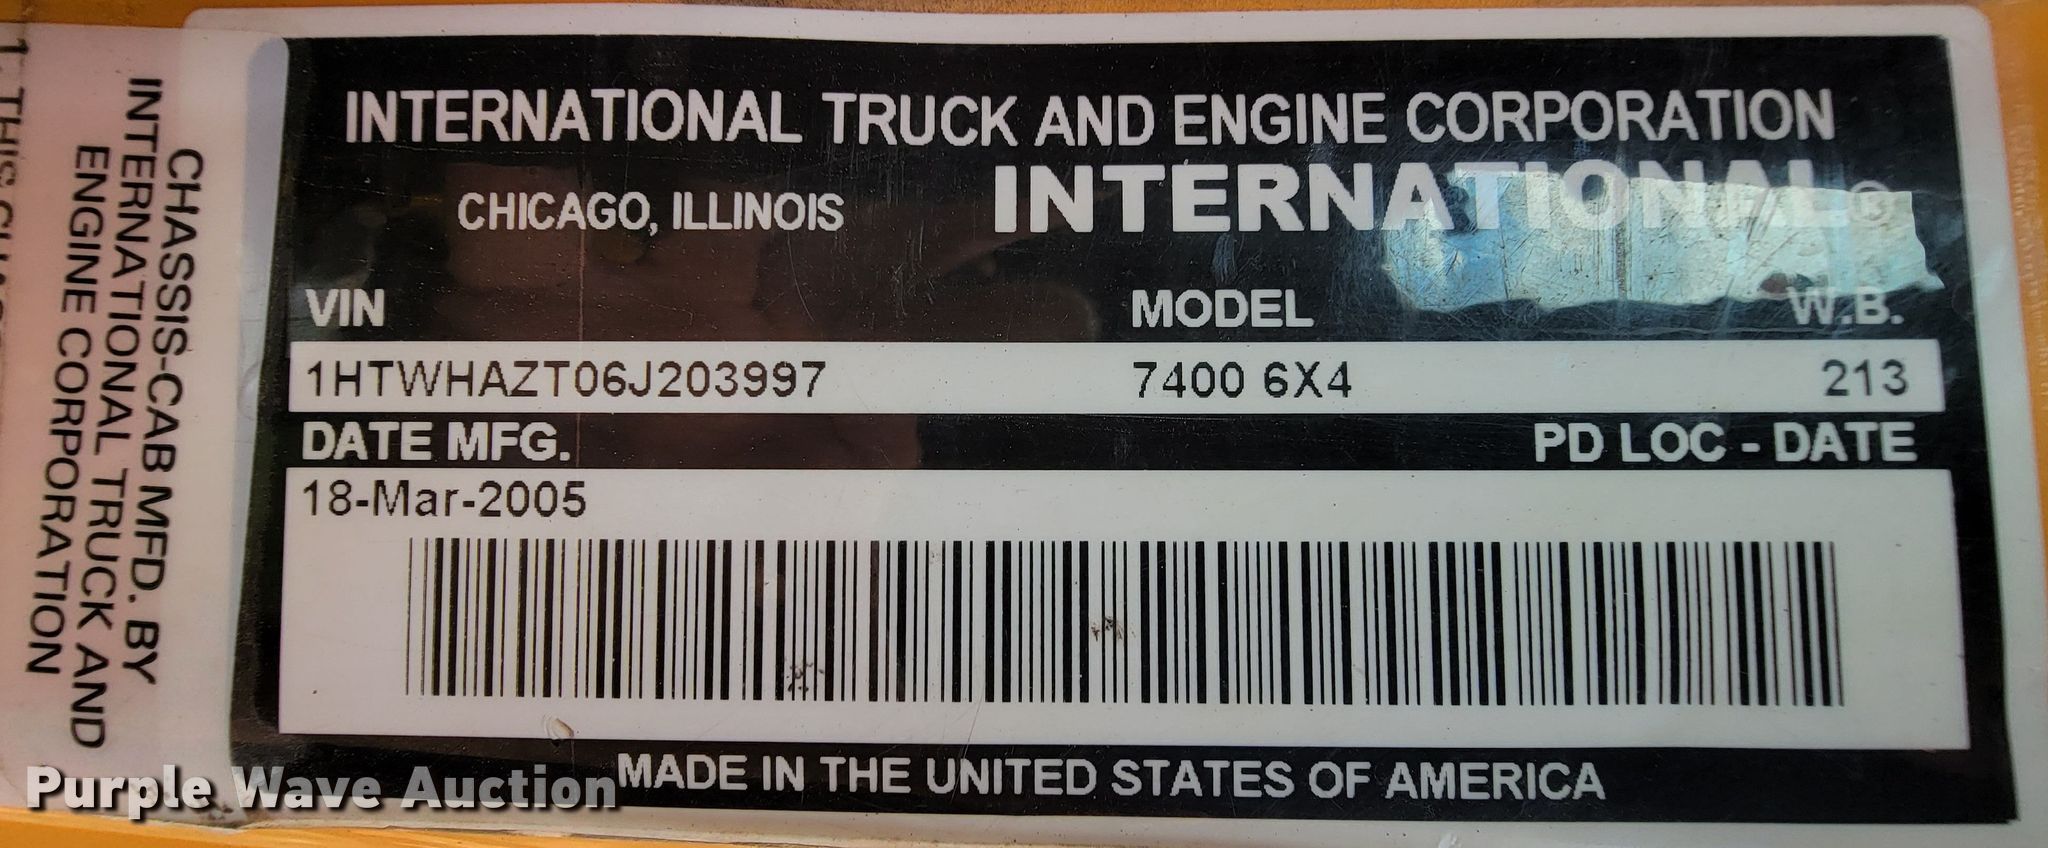 INTERNATIONAL TRUCK AND ENGINE CORPORATION
CHICAGO, ILLINOIS INTERNATIONAL®
VIN MODEL W.B.
1HTWHAZT06J203997 7400 6X4 213
DATE MFG. PD LOC - DATE
18-Mar-2005
MADE IN THE UNITED STATES OF AMERICA
CHASSIS-CAB MFD. BY
INTERNATIONAL TRUCK AND
ENGINE CORPORATION
Purple Wave Auction